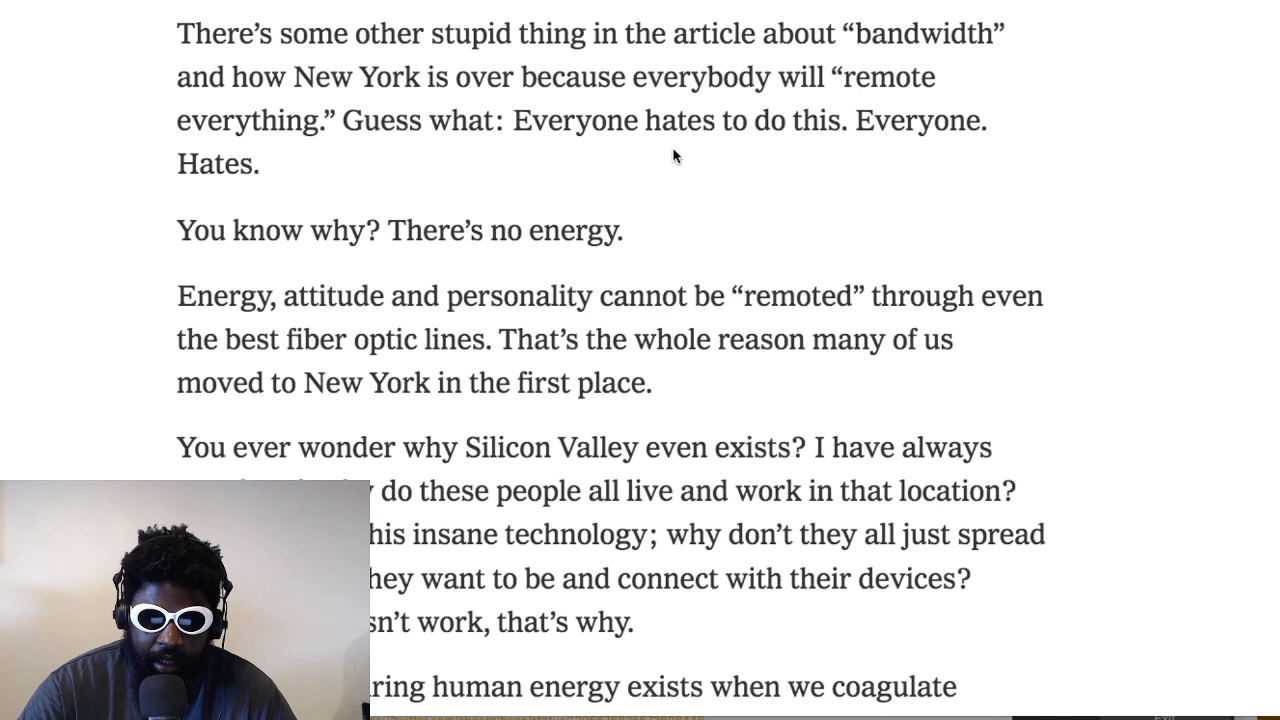 There’s some other stupid thing in the article about “bandwidth”
and how New York is over because everybody will “remote
everything.” Guess what: Everyone hates to do this. Everyone.
Hates.
You know why? There’s no energy.
Energy, attitude and personality cannot be “remoted” through even
the best fiber optic lines. That’s the whole reason many of us
moved to New York in the first place.
You ever wonder why Silicon Valley even exists? I have always
do these people all live and work in that location?
his insane technology; why don’t they all just spread
hey want to be and connect with their devices?
sn’t work, that’s why.
ring human energy exists when we coagulate